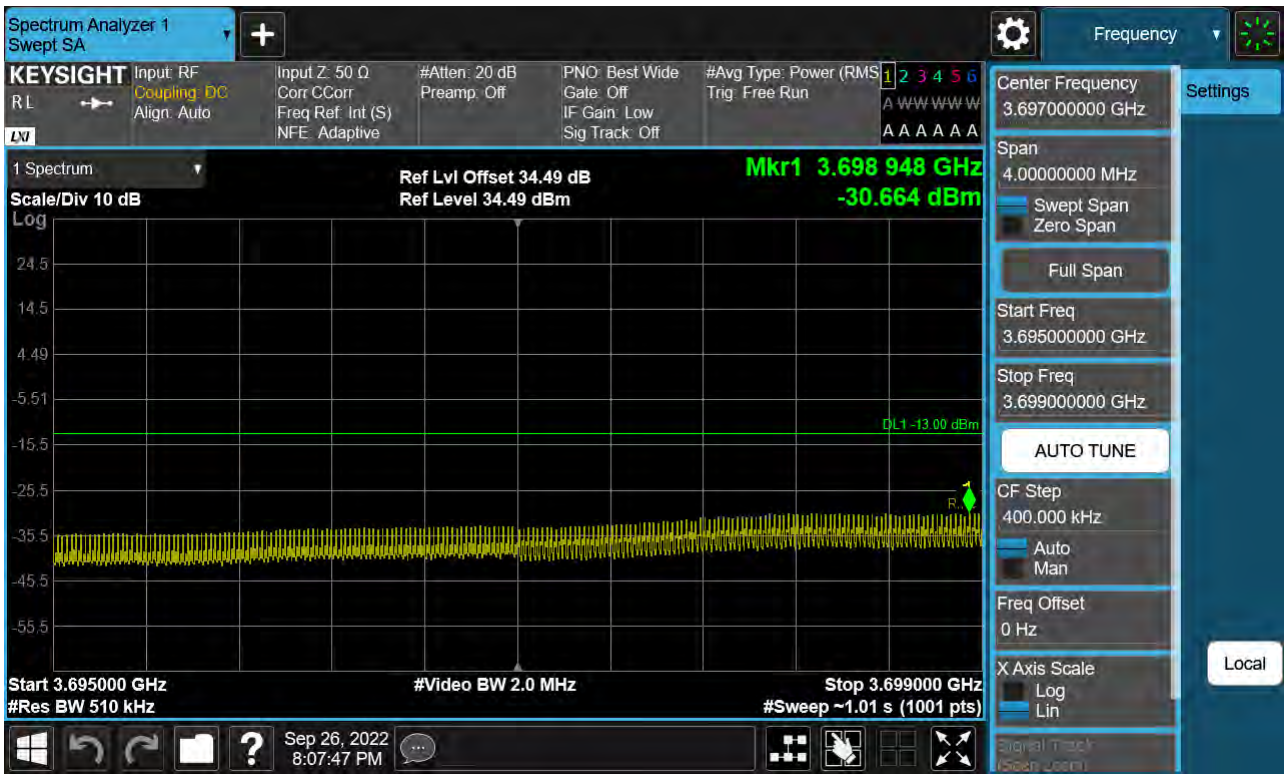 Spectrum Analyzer 1
Swept SA
+
Frequency
KEYSIGHT
RL
LXI
Input: RF
Coupling: DC
Align: Auto
Input Z: 50 Ω
Corr CCorr
Freq Ref: Int (S)
NFE: Adaptive
#Atten: 20 dB
Preamp: Off
PNO: Best Wide
Gate: Off
IF Gain: Low
Sig Track: Off
#Avg Type: Power (RMS
Trig: Free Run
1 2 3 4 5 6
A W W W W W
A A A A A A
1 Spectrum
Scale/Div 10 dB
Ref Lvl Offset 34.49 dB
Ref Level 34.49 dBm
Mkr1 3.698 948 GHz
-30.664 dBm
Log
24.5
14.5
4.49
-5.51
-15.5
-25.5
-35.5
-45.5
-55.5
DL1 -13.00 dBm
1
Start 3.695000 GHz
#Res BW 510 kHz
#Video BW 2.0 MHz
Stop 3.699000 GHz
#Sweep ~1.01 s (1001 pts)
Center Frequency
3.697000000 GHz
Settings
Span
4.00000000 MHz
Swept Span
Zero Span
Full Span
Start Freq
3.695000000 GHz
Stop Freq
3.699000000 GHz
AUTO TUNE
CF Step
400.000 kHz
Auto
Man
Freq Offset
0 Hz
X Axis Scale
Log
Lin
Signal Track
(Span Zoom)
Local
?
Sep 26, 2022
8:07:47 PM